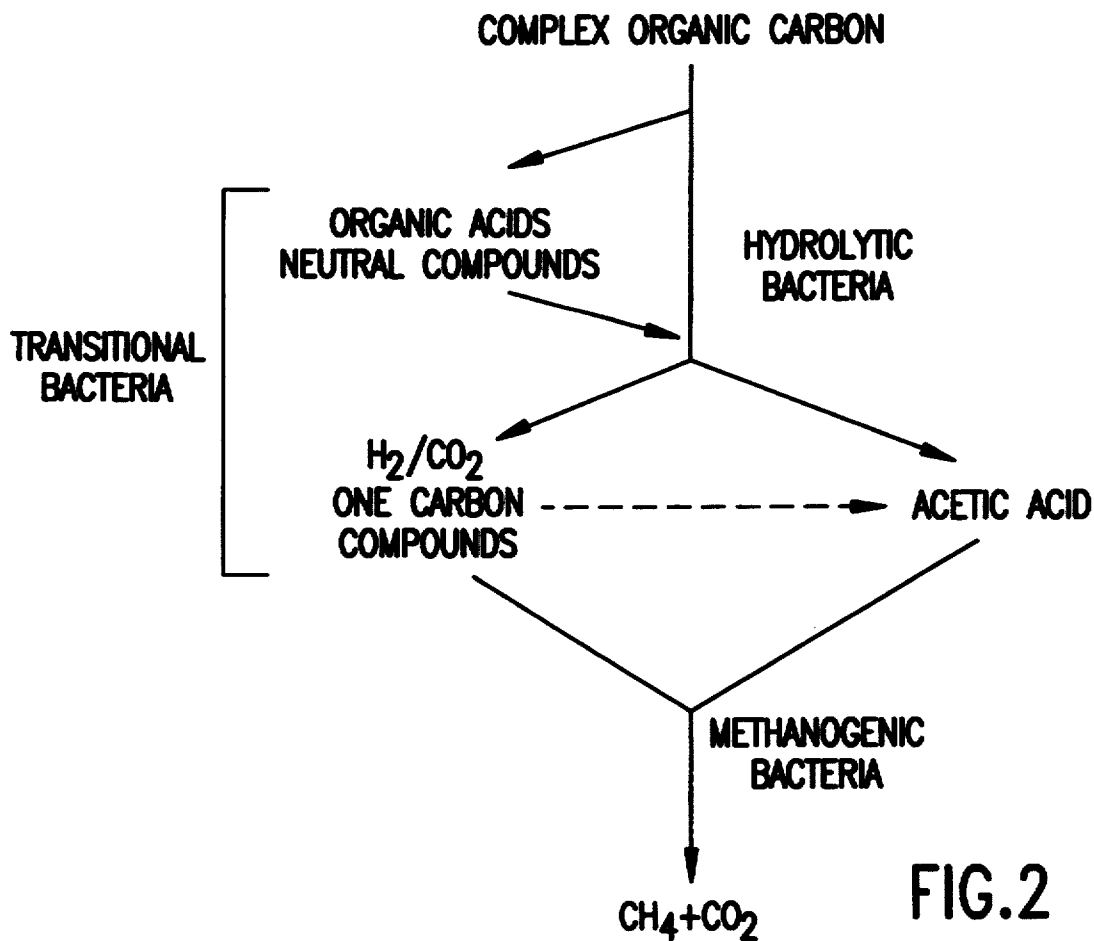 COMPLEX ORGANIC CARBON
ORGANIC ACIDS
NEUTRAL COMPOUNDS
HYDROLYTIC
BACTERIA
TRANSITIONAL
BACTERIA
H₂/CO₂
ONE CARBON
COMPOUNDS
ACETIC ACID
METHANOGENIC
BACTERIA
CH₄+CO₂
FIG.2